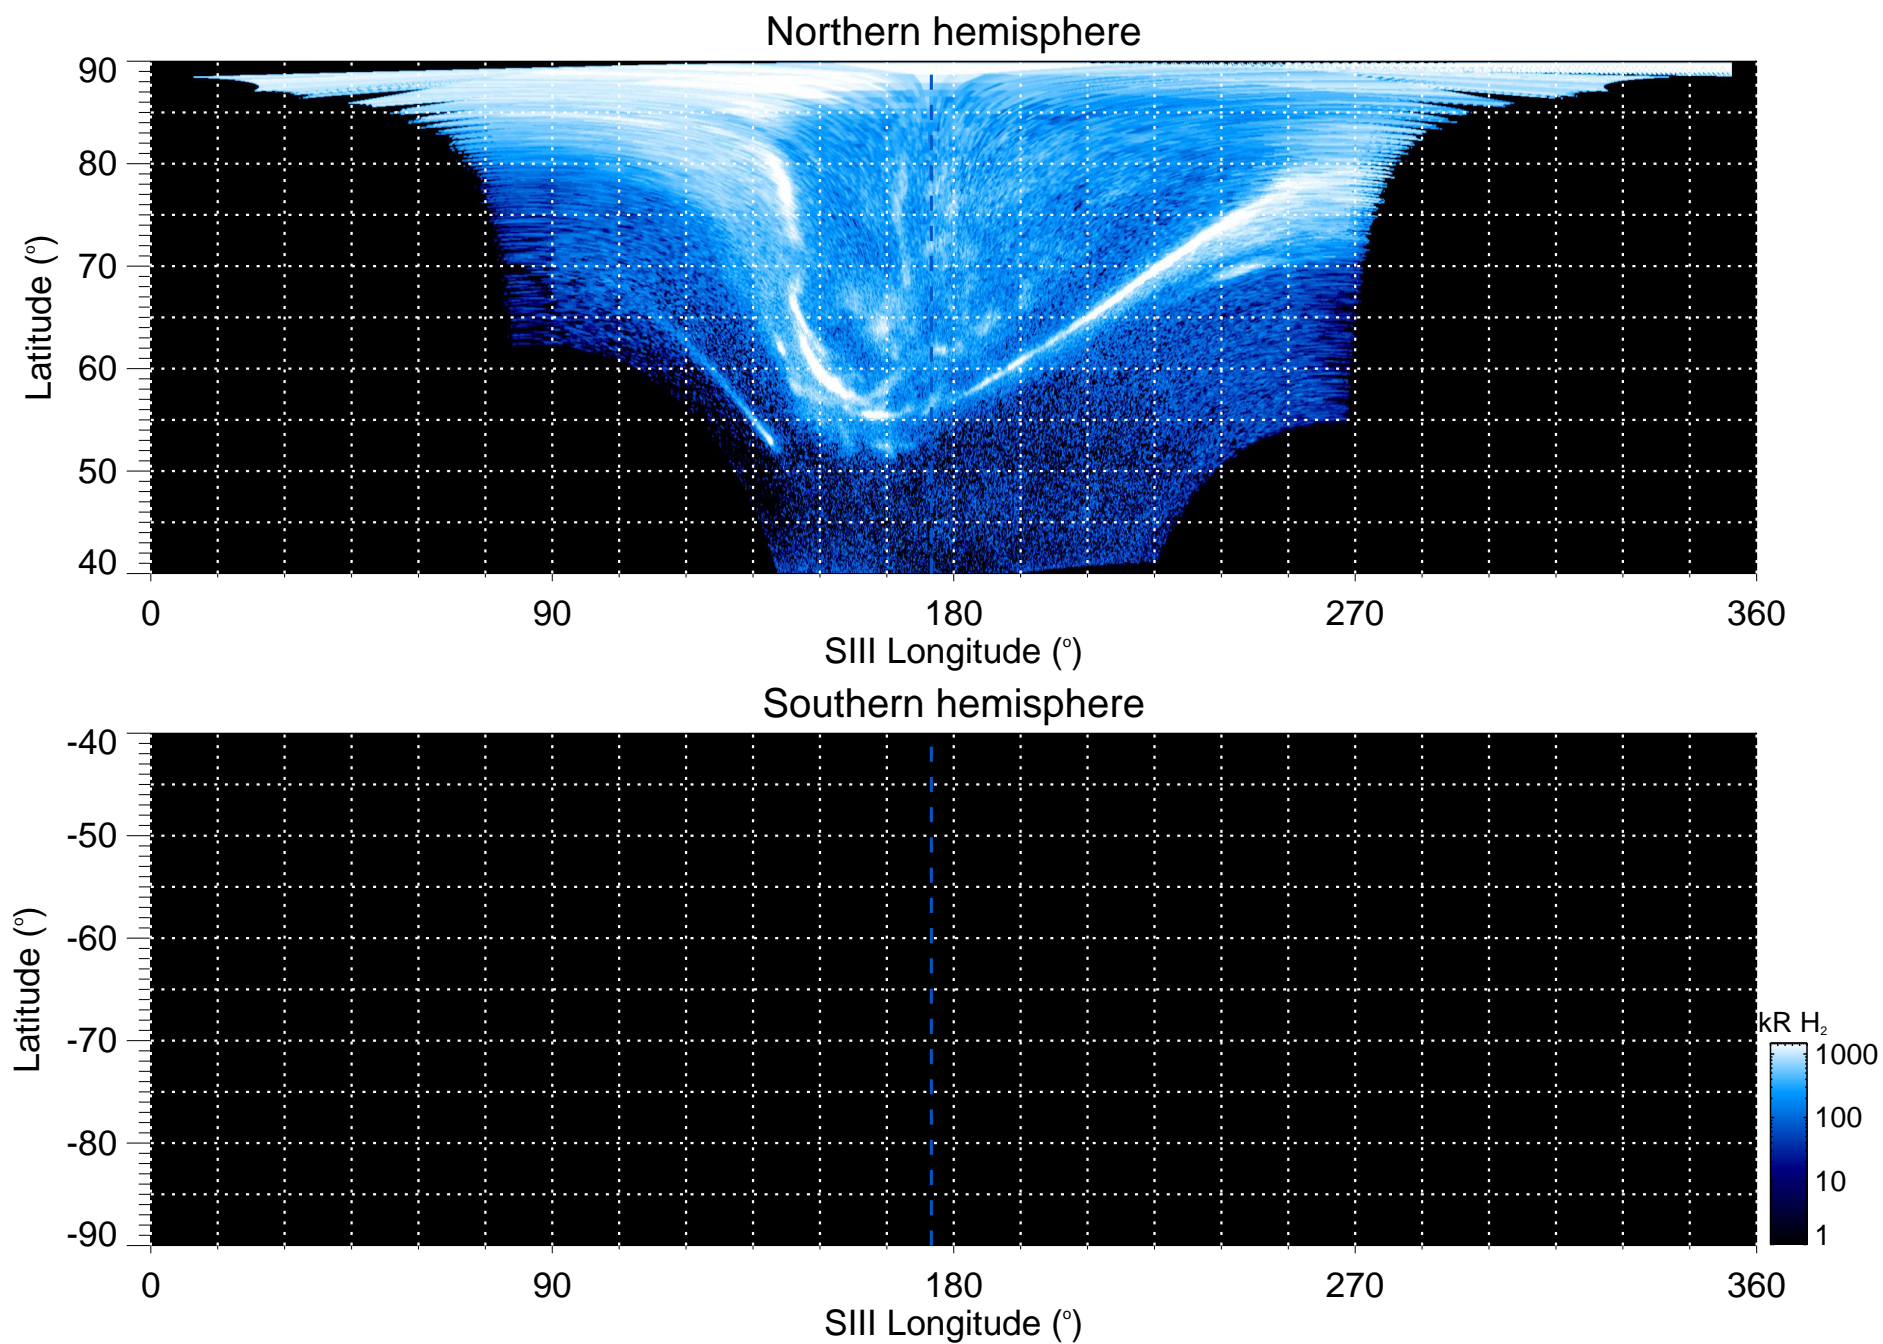 Northern hemisphere
90
80
70
60
50
40
Latitude (°)
0 90 180 270 360
SIII Longitude (°)
Southern hemisphere
-40
-50
-60
-70
-80
-90
Latitude (°)
0 90 180 270 360
SIII Longitude (°)
kR H₂
1000
100
10
1